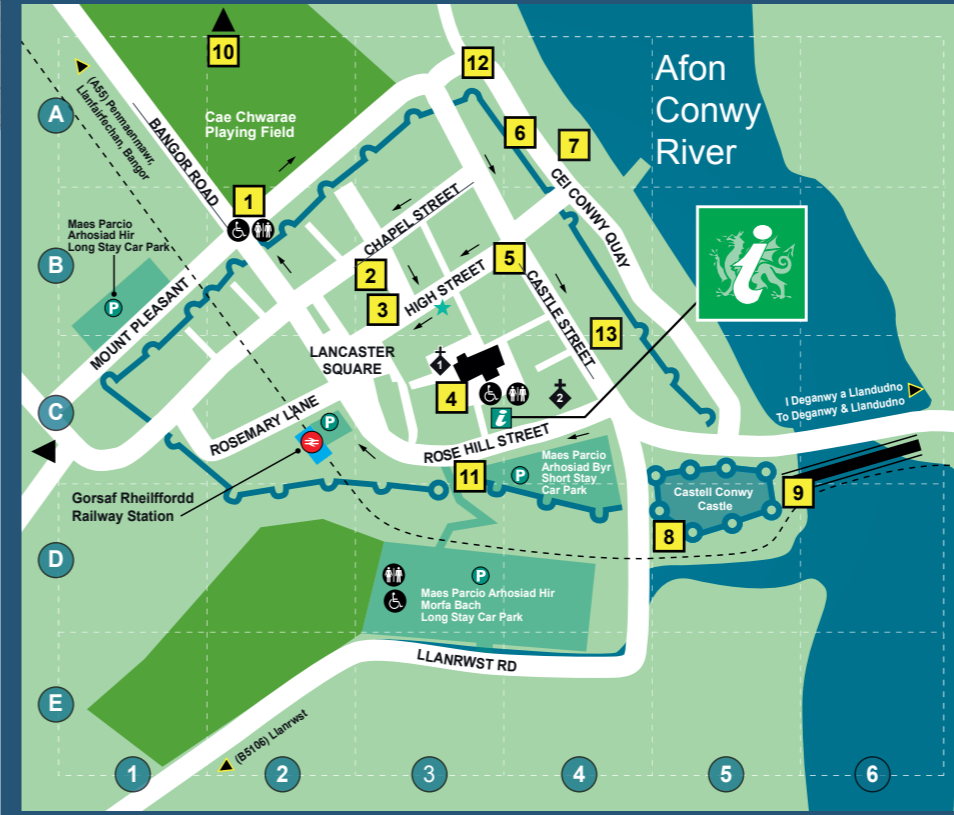 10
12
Afon
Conwy
River
A
(A55) Penmaenmawr,
Llanfairfechan, Bangor
BANGOR ROAD
Cae Chwarae
Playing Field
6
7
CEI CONWY QUAY
1
CHAPEL STREET
Maes Parcio
Arhosiad Hir
Long Stay Car Park
B
P
MOUNT PLEASANT
2
3
HIGH STREET
5
CASTLE STREET
13
i
LANCASTER
SQUARE
1
4
2
i
C
ROSEMARY LANE
P
ROSE HILL STREET
I Deganwy a Llandudno
To Deganwy & Llandudno
11
P
Maes Parcio
Arhosiad Byr
Short Stay
Car Park
Castell Conwy
Castle
9
8
Gorsaf Rheilffordd
Railway Station
D
P
Maes Parcio Arhosiad Hir
Morfa Bach
Long Stay Car Park
LLANRWST RD
E
(B5106) Llanrwst
1
2
3
4
5
6